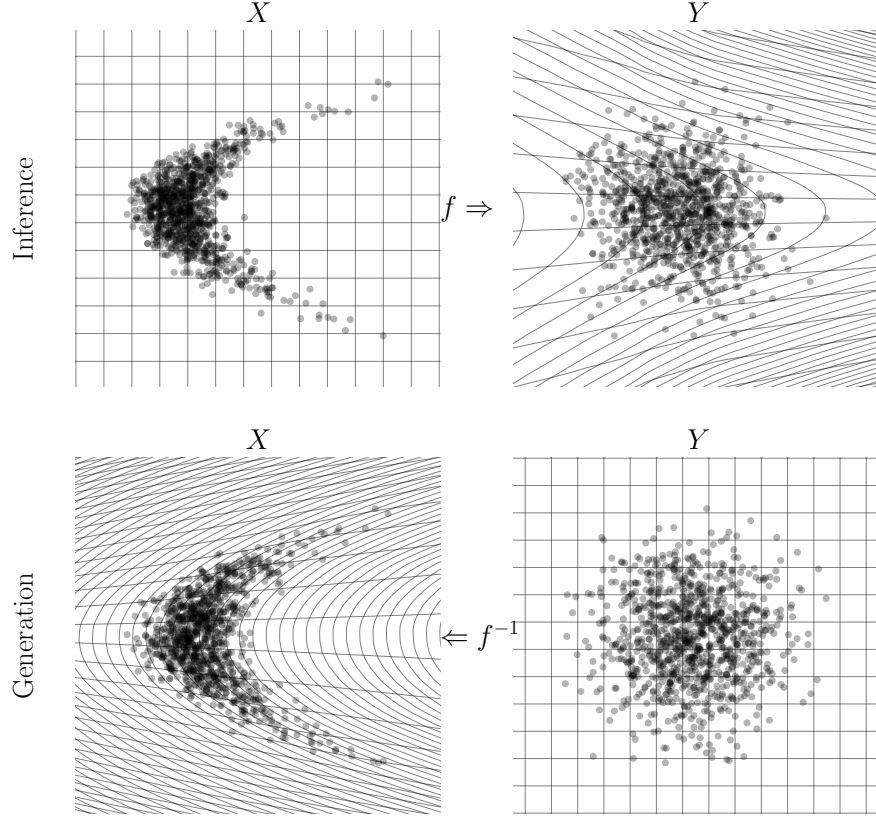 X
Y
Inference
f ⇒
X
Y
Generation
⇐ f⁻¹